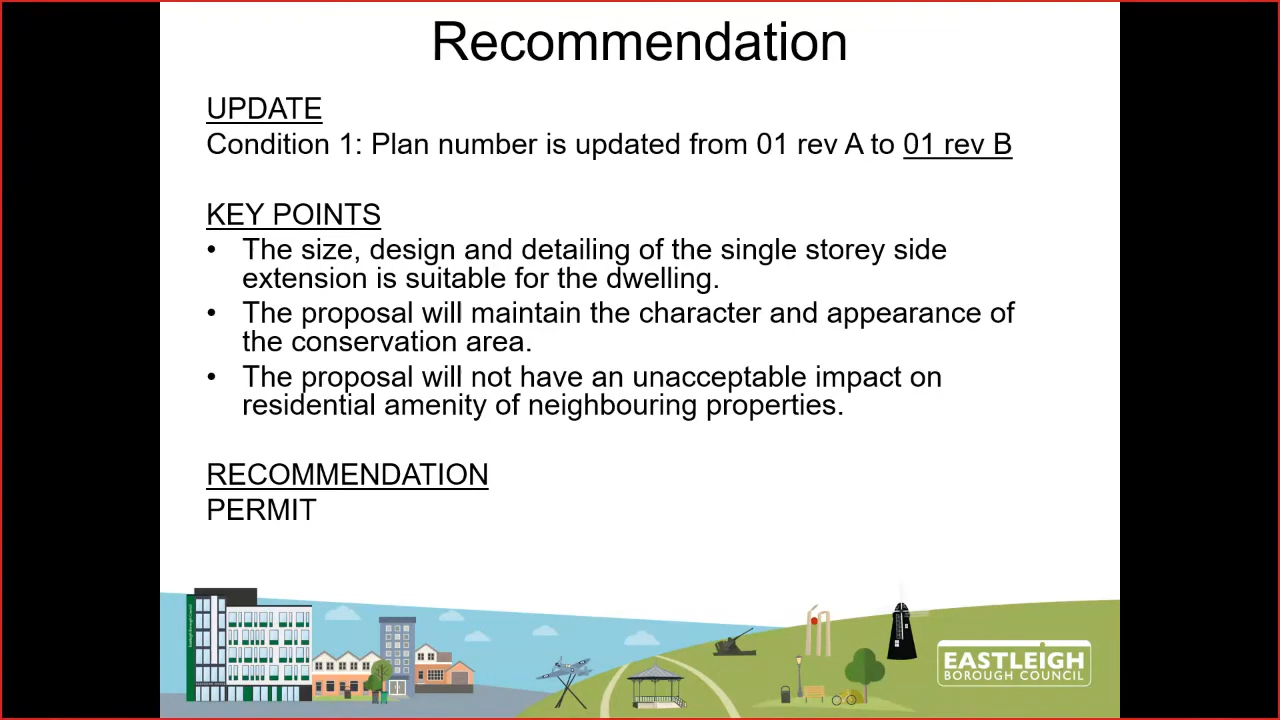 Recommendation
UPDATE
Condition 1: Plan number is updated from 01 rev A to 01 rev B
KEY POINTS
• The size, design and detailing of the single storey side
extension is suitable for the dwelling.
• The proposal will maintain the character and appearance of
the conservation area.
• The proposal will not have an unacceptable impact on
residential amenity of neighbouring properties.
RECOMMENDATION
PERMIT
EASTLEIGH
BOROUGH COUNCIL